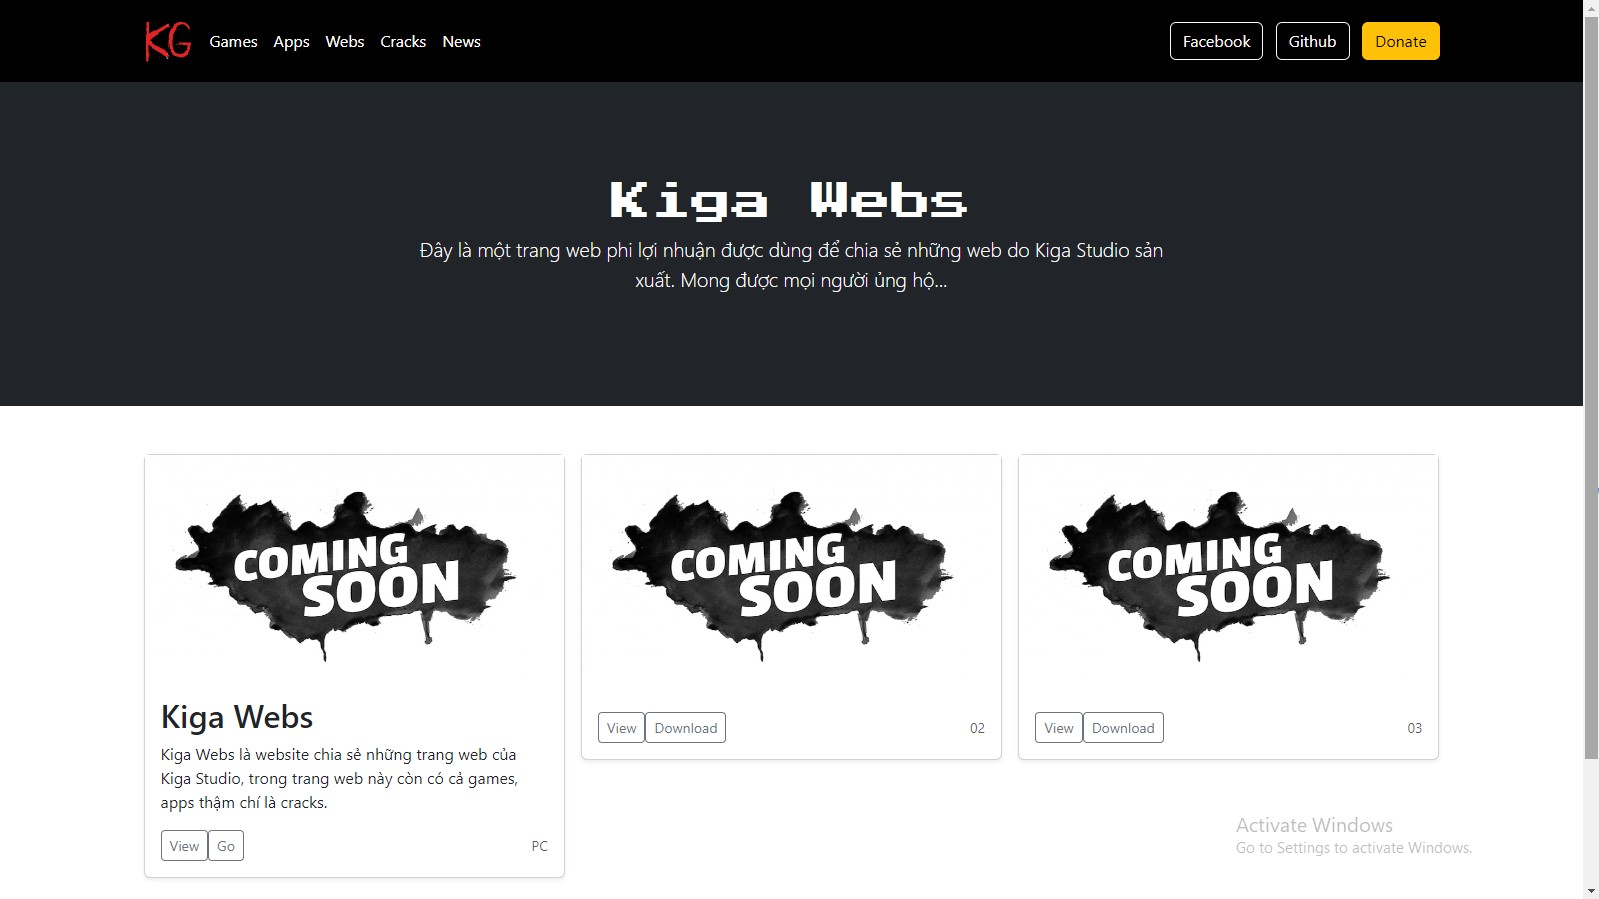 KG Games Apps Webs Cracks News Facebook Github Donate
Kiga Webs
Đây là một trang web phi lợi nhuận được dùng để chia sẻ những web do Kiga Studio sản
xuất. Mong được mọi người ủng hộ...
COMING
SOON
Kiga Webs
Kiga Webs là website chia sẻ những trang web của
Kiga Studio, trong trang web này còn có cả games,
apps thậm chí là cracks.
View Go PC
COMING
SOON
View Download 02
COMING
SOON
View Download 03
Activate Windows
Go to Settings to activate Windows.